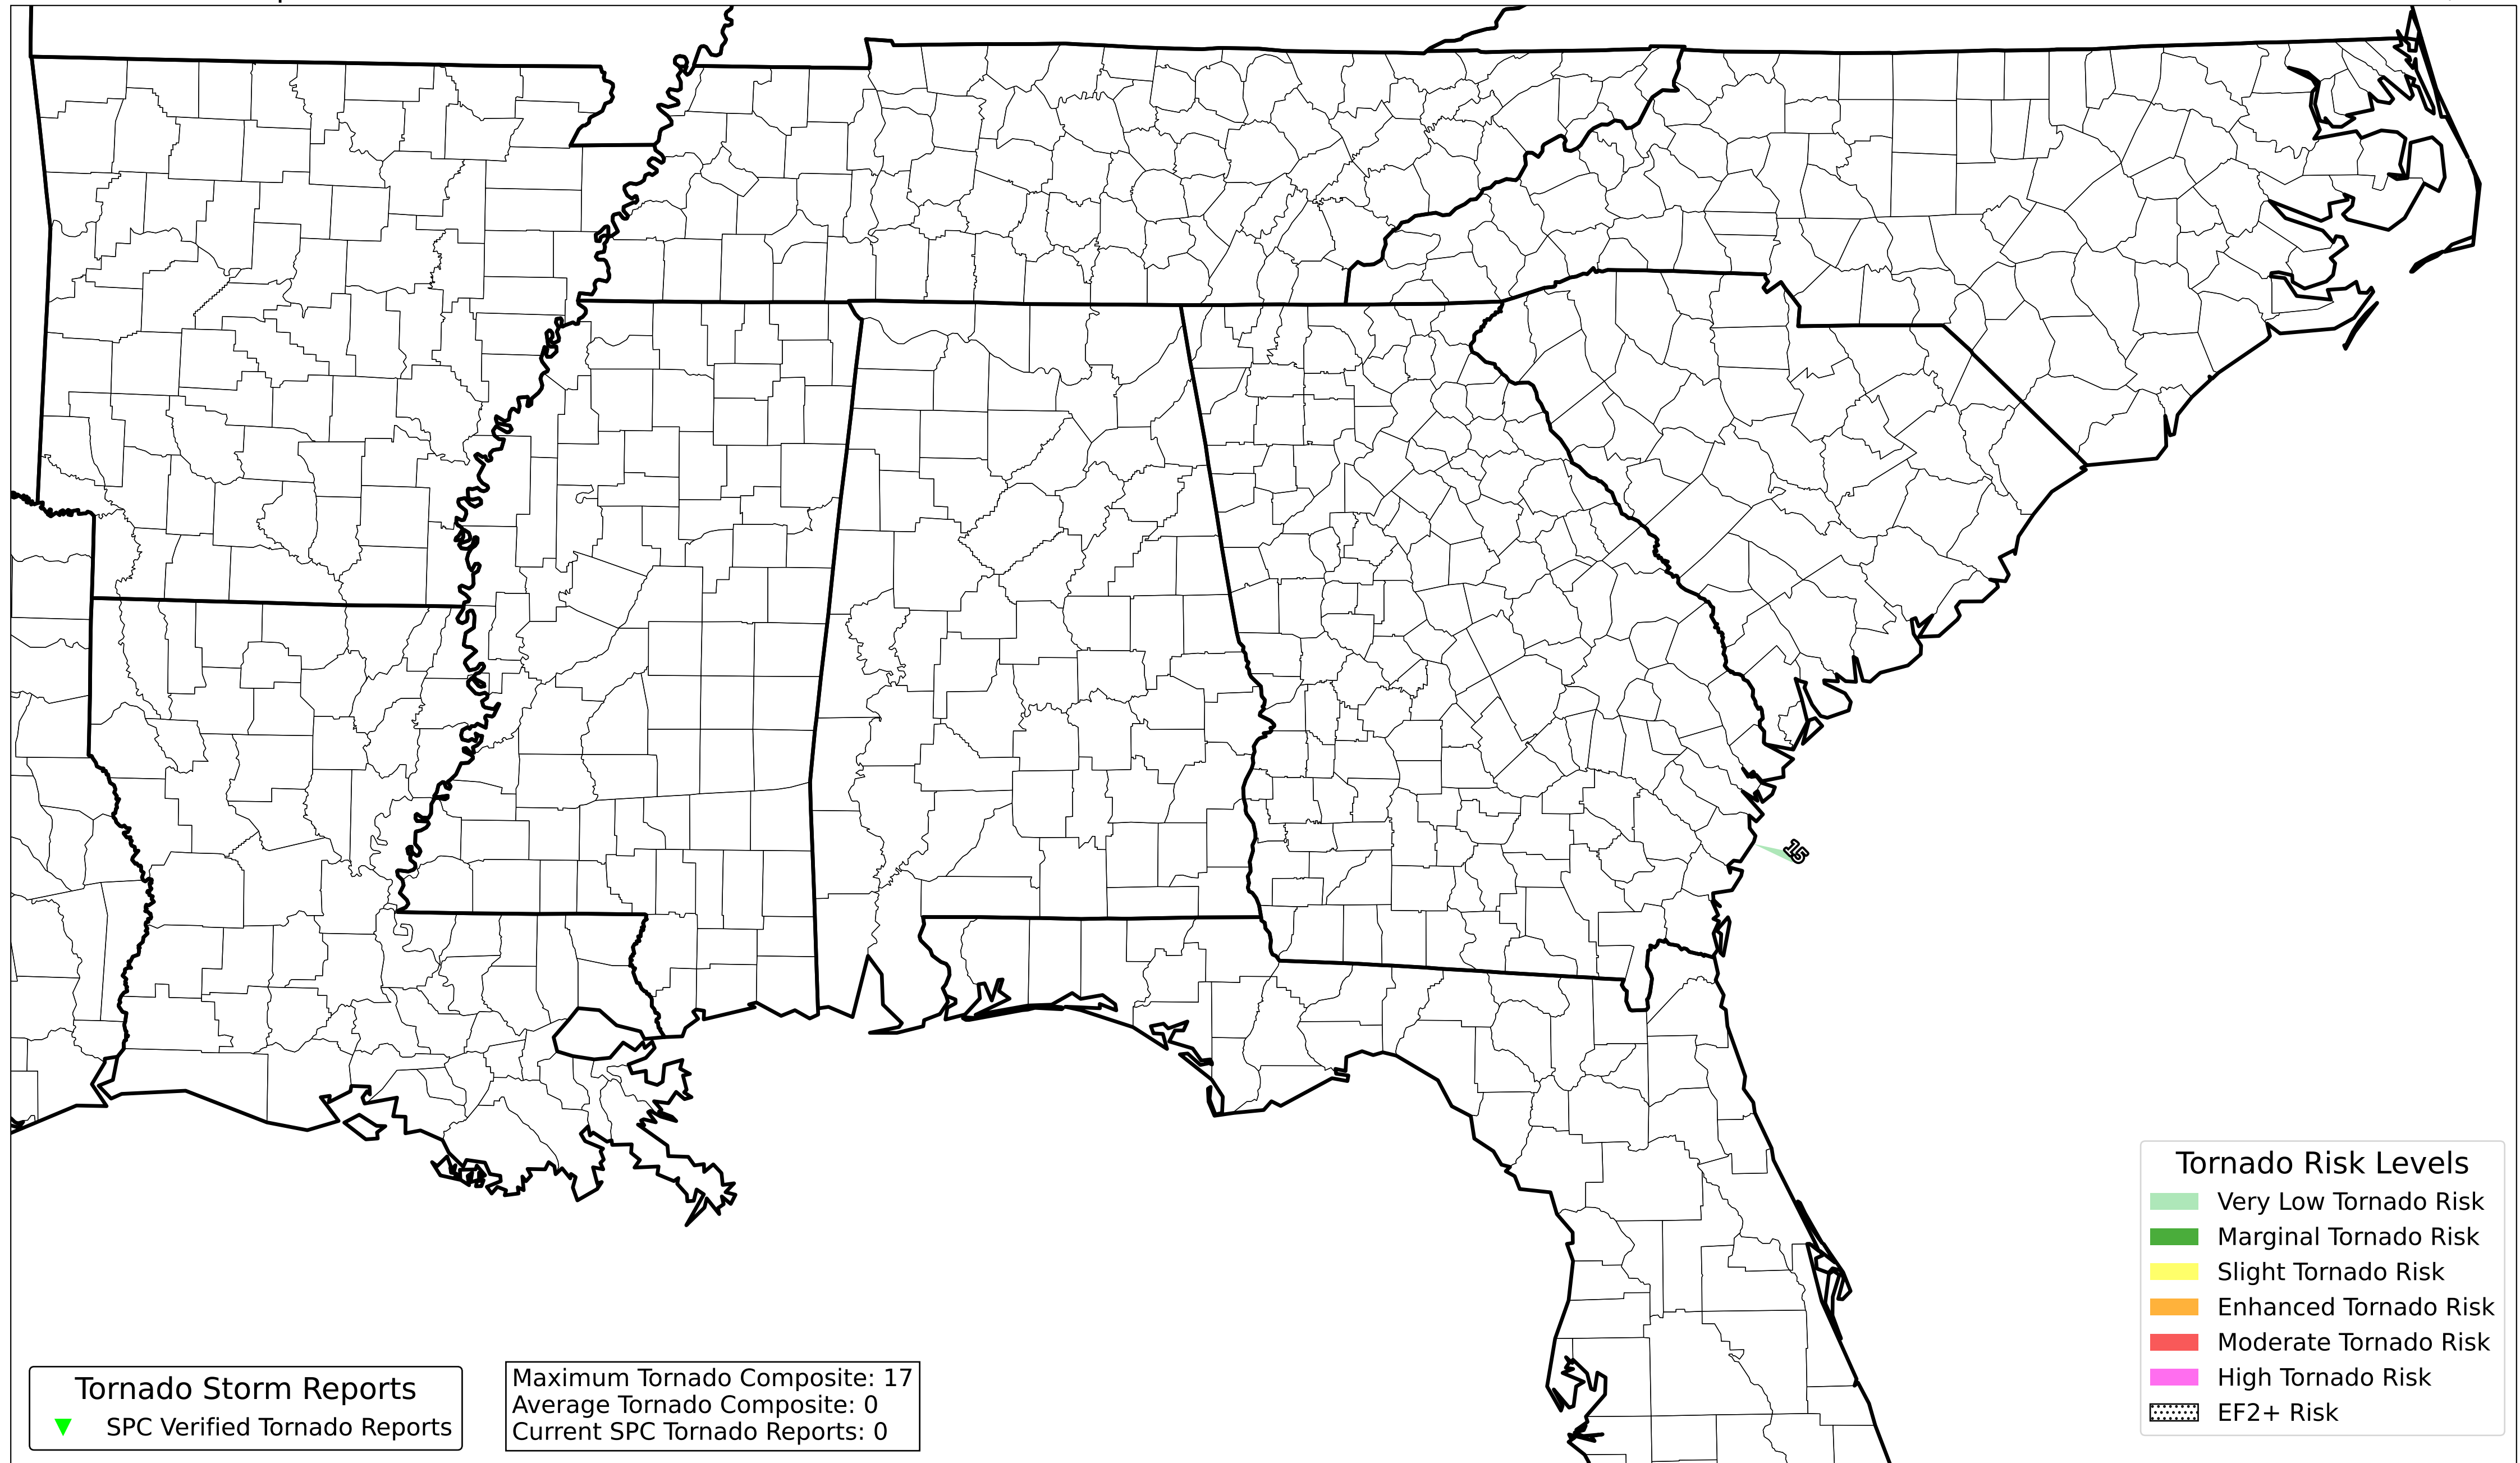 15
Tornado Risk Levels
Very Low Tornado Risk
Marginal Tornado Risk
Slight Tornado Risk
Enhanced Tornado Risk
Moderate Tornado Risk
High Tornado Risk
EF2+ Risk
Tornado Storm Reports
SPC Verified Tornado Reports
Maximum Tornado Composite: 17
Average Tornado Composite: 0
Current SPC Tornado Reports: 0